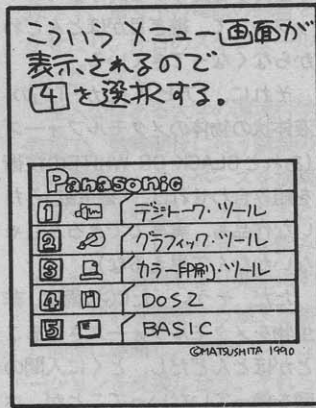 こういうメニュー画面が
表示されるので
4を選択する。
Panasonic
1 デジトーク・ツール
2 グラフィック・ツール
3 カラー印刷・ツール
4 DOS2
5 BASIC
©MATSUSHITA 1990